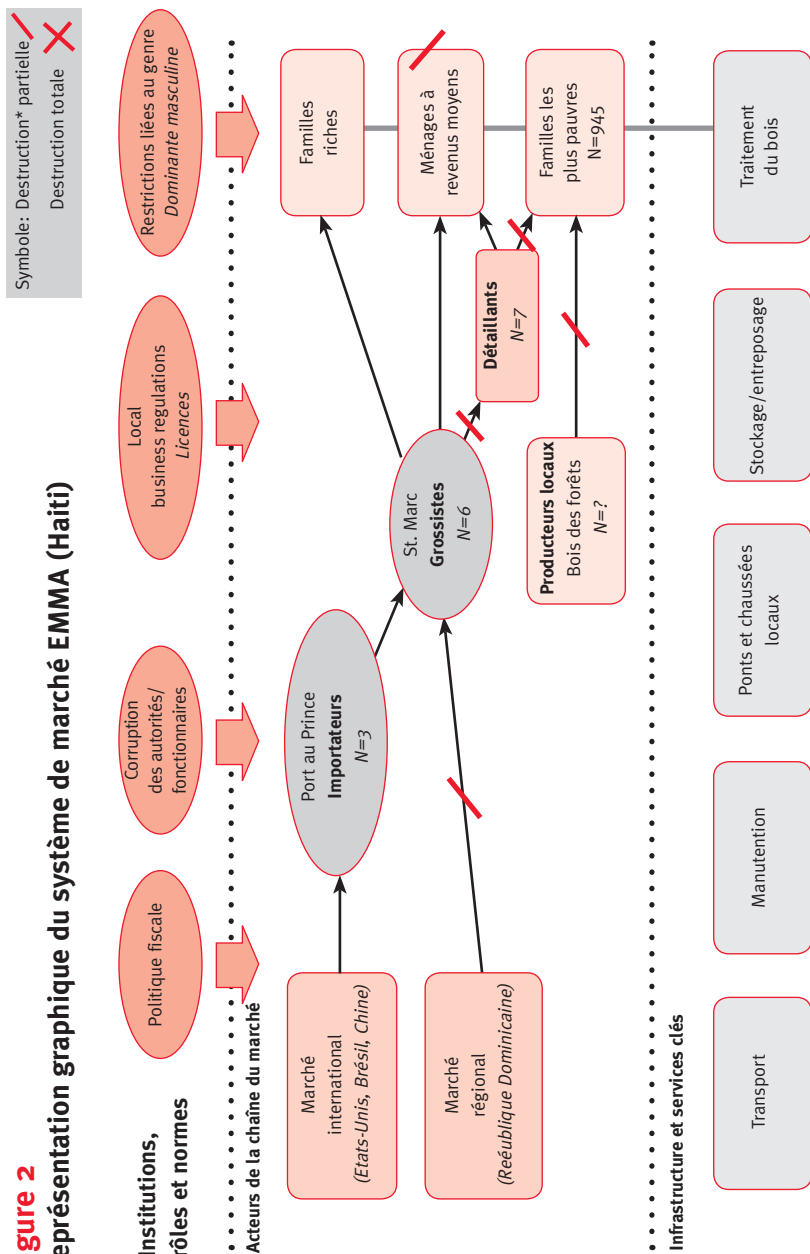 gure 2
eprésentation graphique du système de marché EMMA (Haiti)
Symbole: Destruction* partielle
Destruction totale
Institutions,
rôles et normes
Politique fiscale
Corruption
des autorités/
fonctionnaires
Local
business regulations
Licences
Restrictions liées au genre
Dominante masculine
Acteurs de la chaîne du marché
Marché
international
(Etats-Unis, Brésil, Chine)
Port au Prince
Importateurs
N=3
Familles
riches
Marché
régional
(Reéublique Dominicaine)
St. Marc
Grossistes
N=6
Ménages à
revenus moyens
Détaillants
N=7
Producteurs locaux
Bois des forêts
N=?
Familles les
plus pauvres
N=945
Infrastructure et services clés
Transport
Manutention
Ponts et chaussées
locaux
Stockage/entreposage
Traitement
du bois